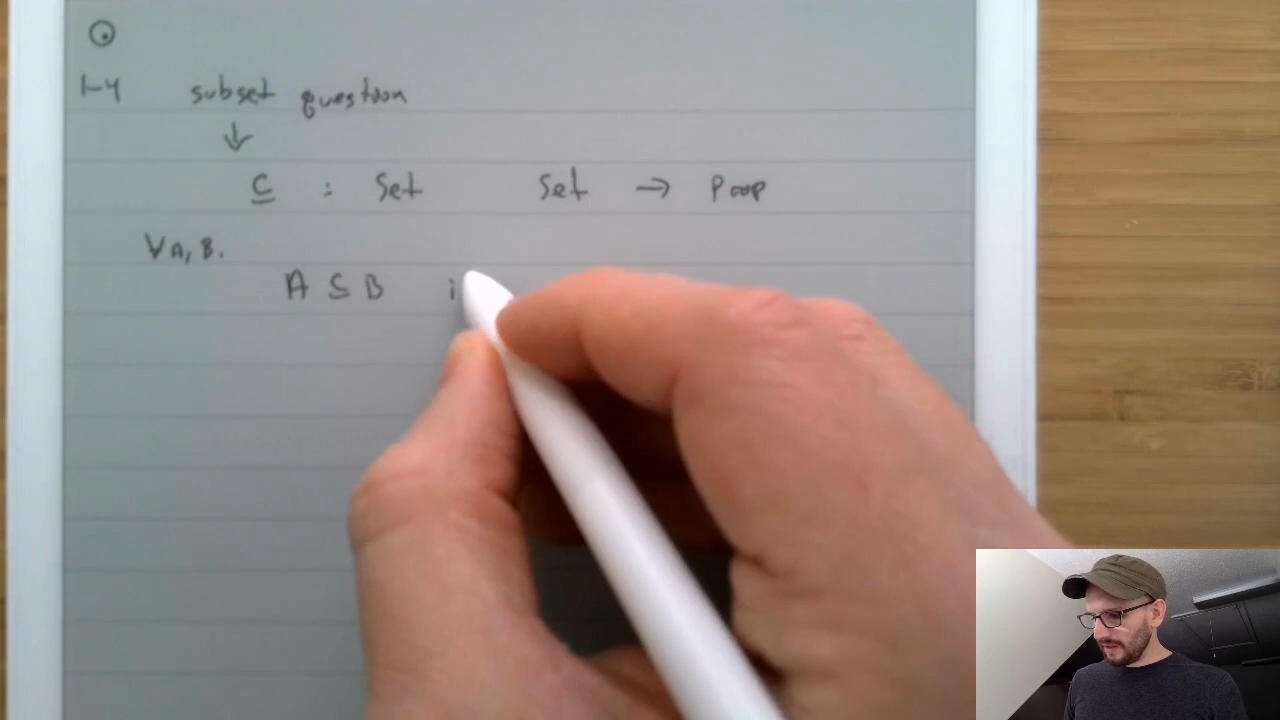 ⊙
1-4 subset question
↓
⊆ : Set Set → Prop
∀A, B.
A ⊆ B i